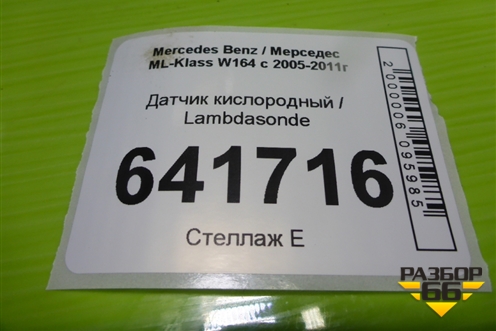 Mercedes Benz / Мерседес
ML-Klass W164 с 2005-2011г
Датчик кислородный /
Lambdasonde
641716
Стеллаж Е
2000006095985
РАЗБОР
66